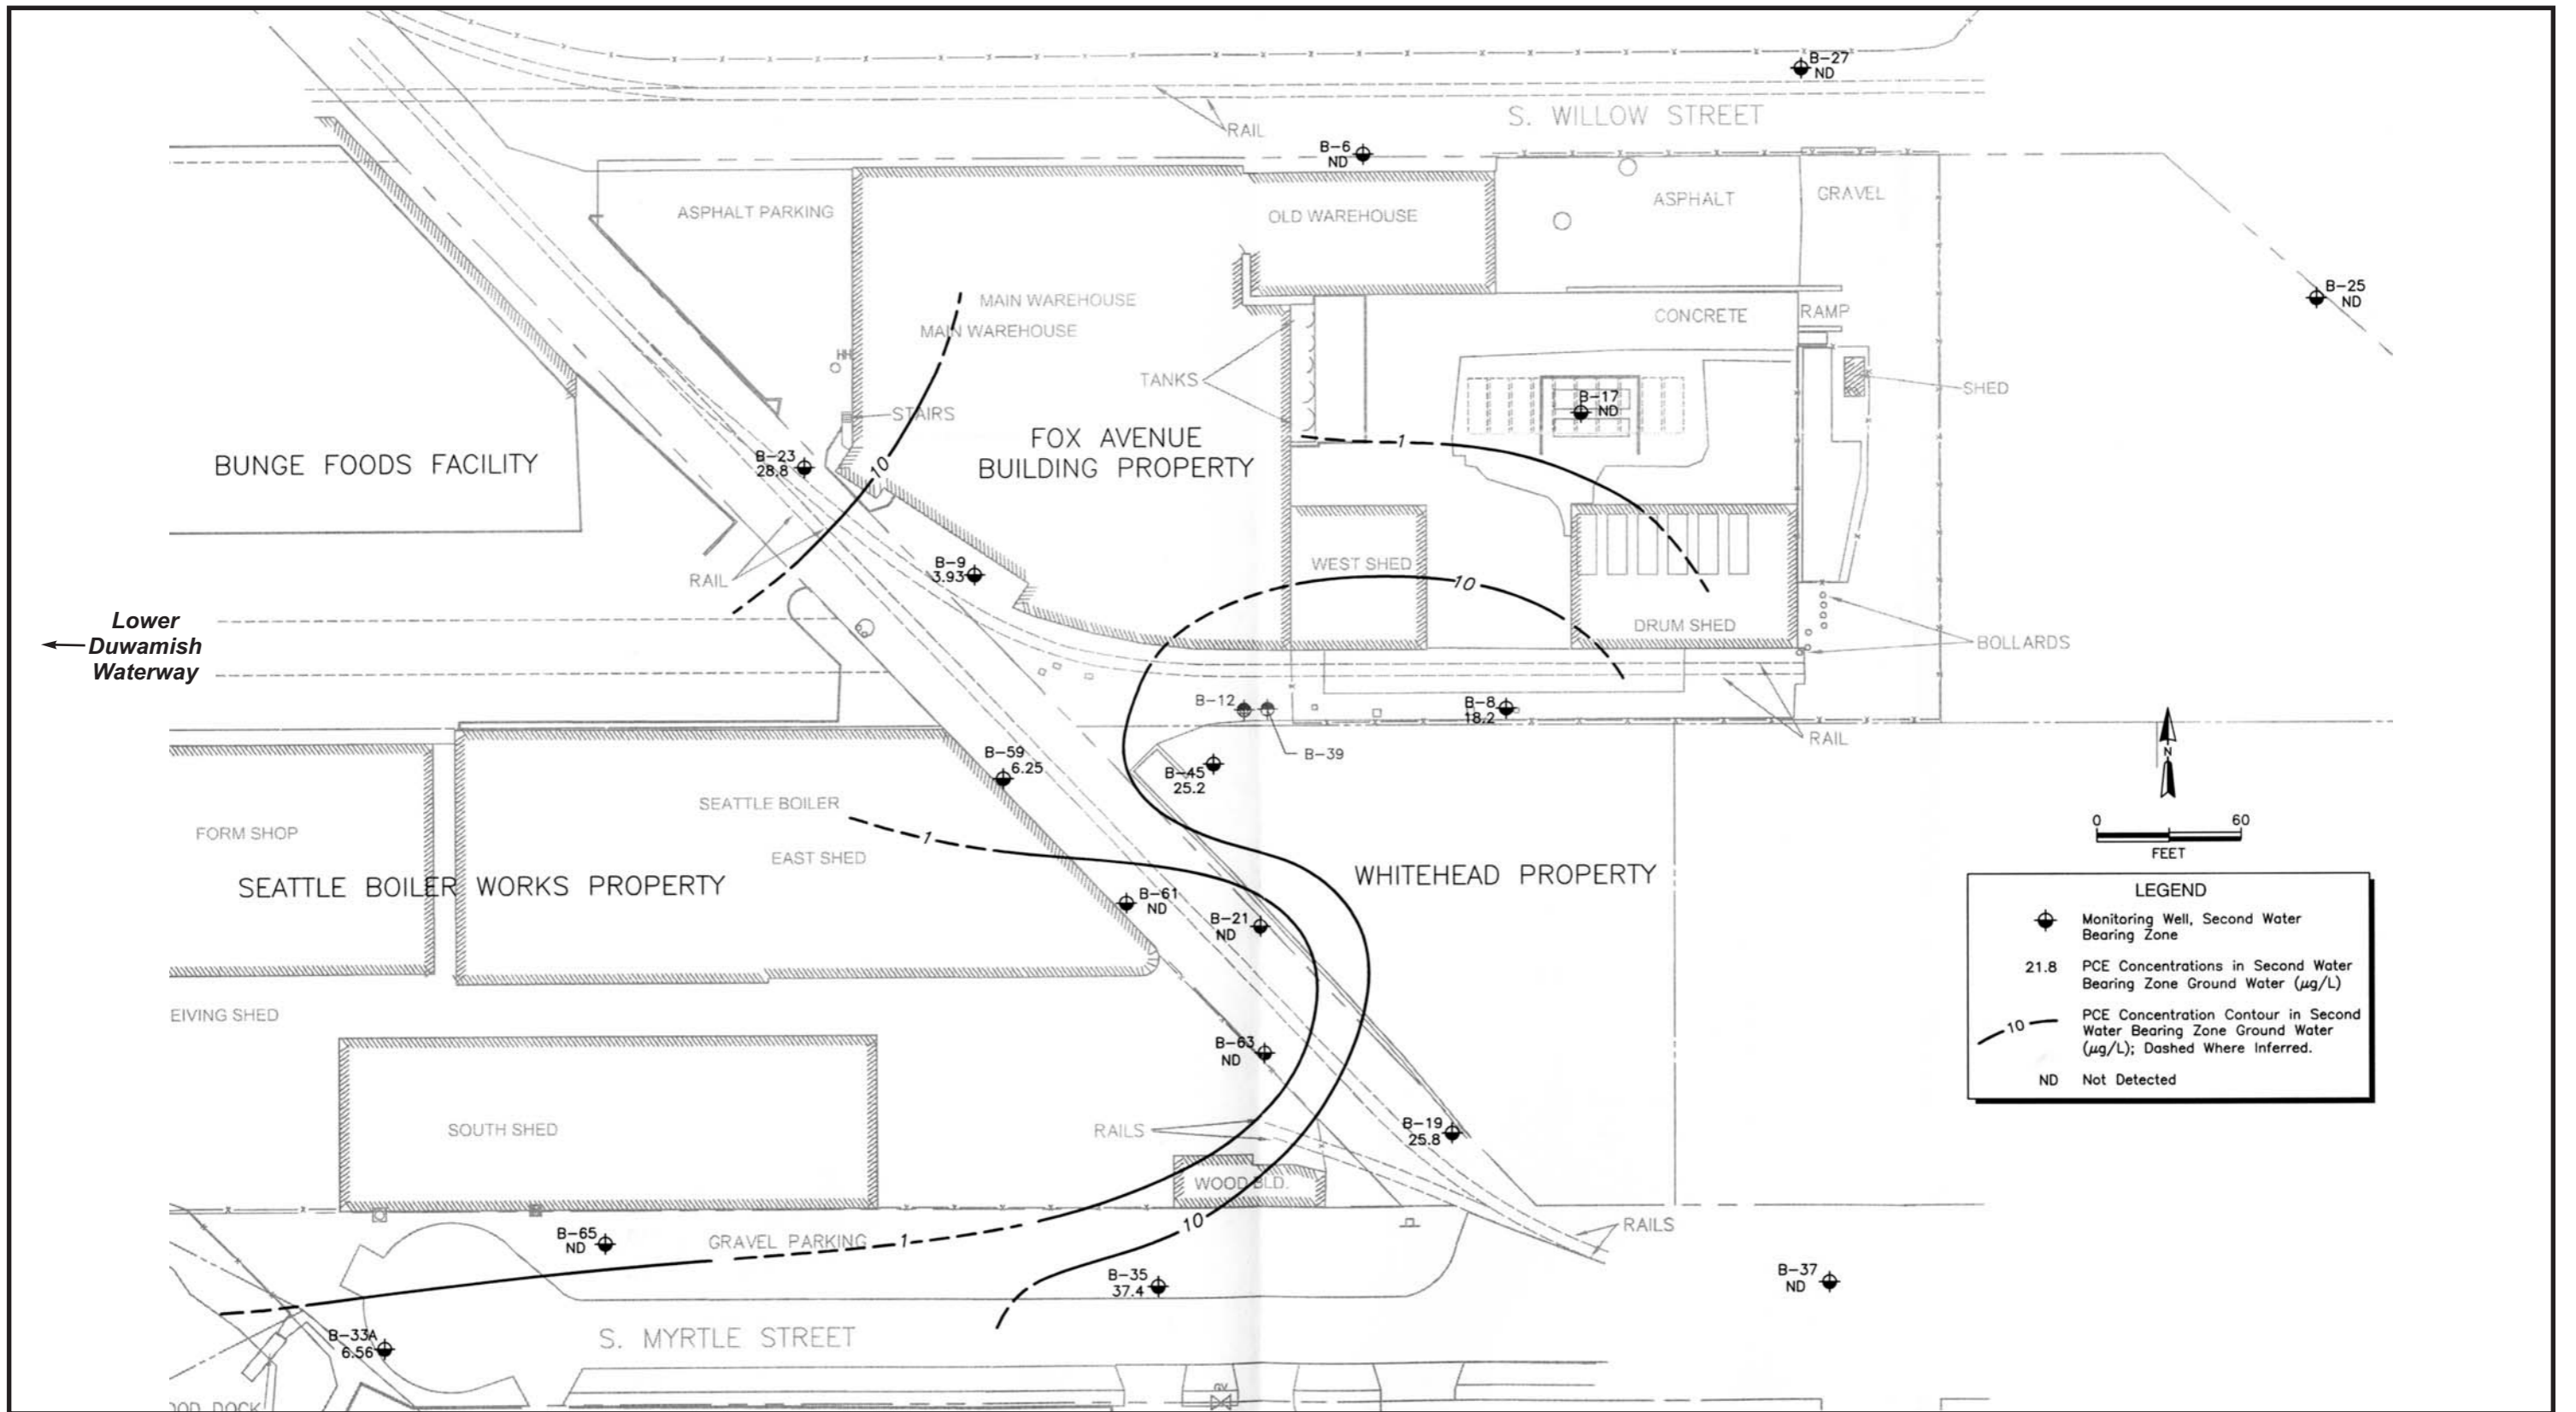 B-27
ND
S. WILLOW STREET
RAIL
B-6
ND
ASPHALT PARKING
OLD WAREHOUSE
ASPHALT
GRAVEL
B-25
ND
MAIN WAREHOUSE
MAIN WAREHOUSE
CONCRETE
RAMP
HH
TANKS
SHED
B-17
ND
STAIRS
1
FOX AVENUE
BUILDING PROPERTY
BUNGE FOODS FACILITY
B-23
28.8
10
B-9
3.93
WEST SHED
10
RAIL
DRUM SHED
BOLLARDS
Lower
Duwamish
Waterway
B-12
B-8
18.2
RAIL
B-39
N
B-59
6.25
B-45
25.2
SEATTLE BOILER
0 60
FEET
FORM SHOP
1
EAST SHED
WHITEHEAD PROPERTY
SEATTLE BOILER WORKS PROPERTY
B-61
ND
B-21
ND
LEGEND
Monitoring Well, Second Water
Bearing Zone
21.8 PCE Concentrations in Second Water
Bearing Zone Ground Water (µg/L)
10 PCE Concentration Contour in Second
Water Bearing Zone Ground Water
(µg/L); Dashed Where Inferred.
ND Not Detected
EIVING SHED
B-63
ND
SOUTH SHED
RAILS
B-19
25.8
WOOD BLD.
10
RAILS
B-65
ND
GRAVEL PARKING
1
B-35
37.4
B-37
ND
B-33A
6.56
S. MYRTLE STREET
GV
OOD DOCK